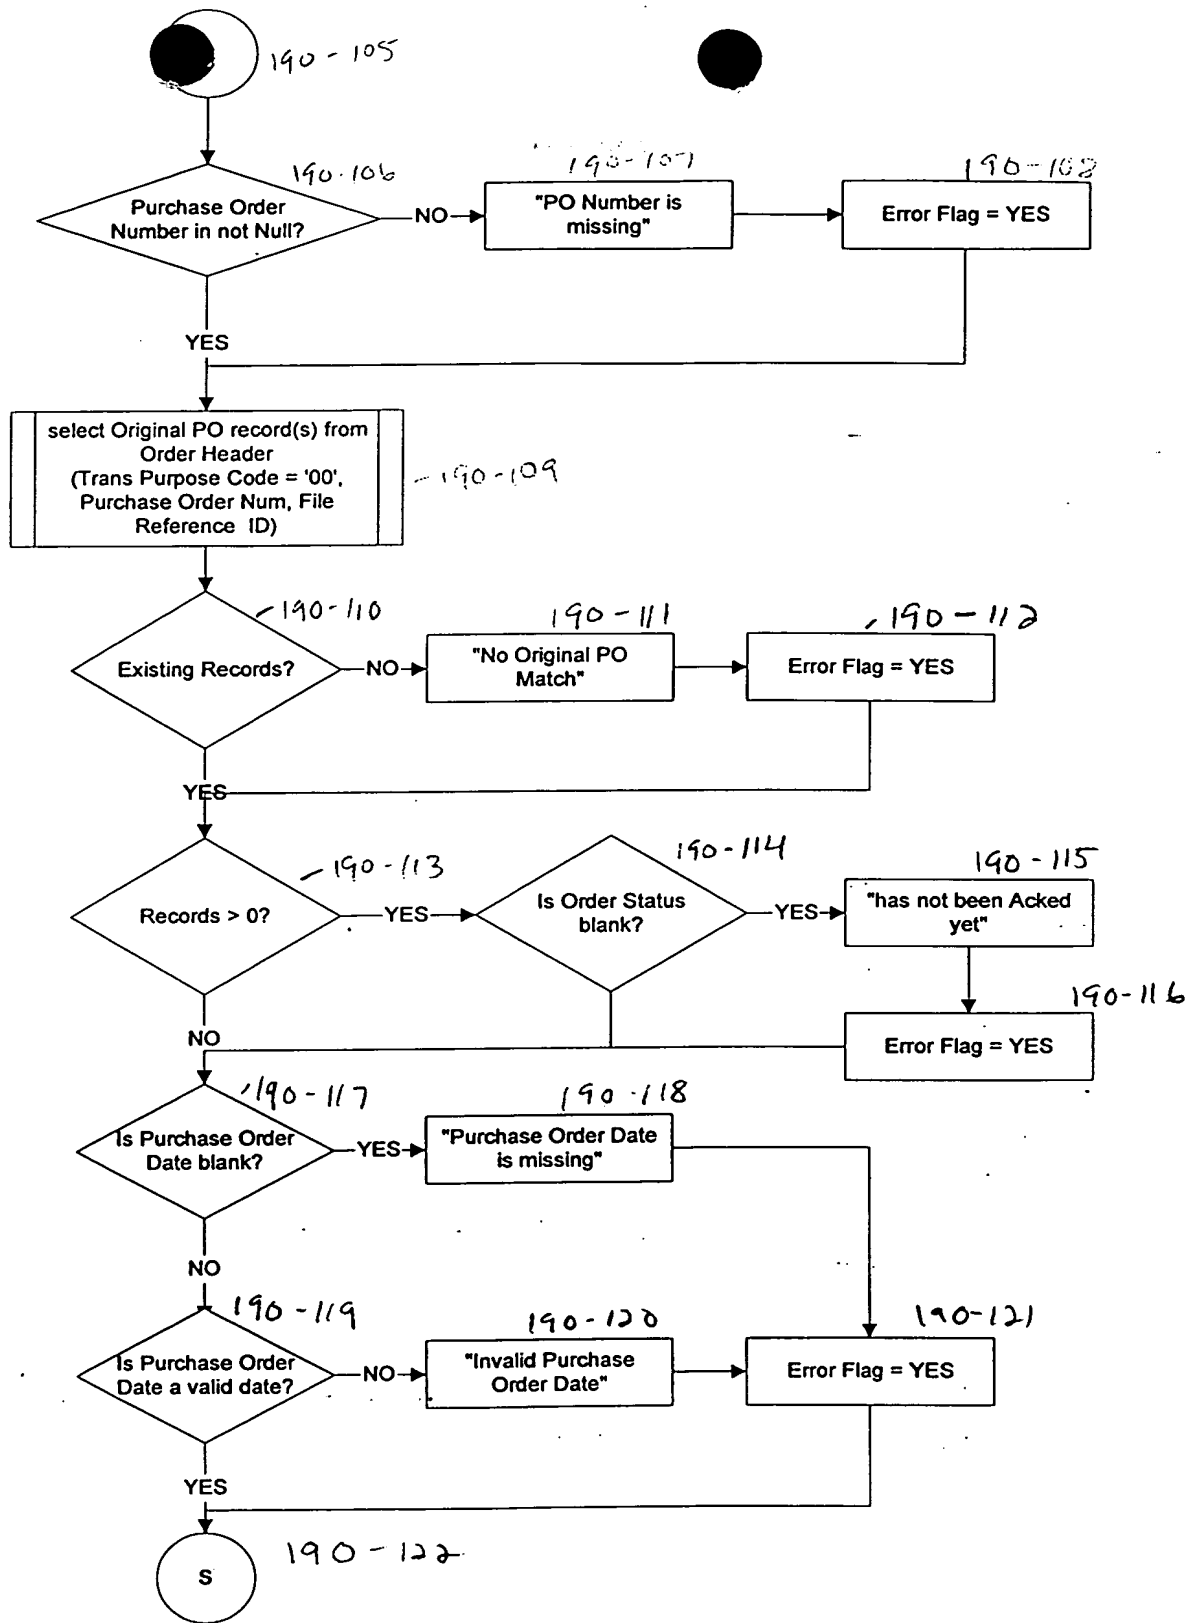 190-105
190-106
190-107
190-108
Purchase Order
Number in not Null?
NO
"PO Number is
missing"
Error Flag = YES
YES
select Original PO record(s) from
Order Header
(Trans Purpose Code = '00',
Purchase Order Num, File
Reference ID)
190-109
190-110
190-111
190-112
Existing Records?
NO
"No Original PO
Match"
Error Flag = YES
YES
190-113
190-114
190-115
Records > 0?
YES
Is Order Status
blank?
YES
"has not been Acked
yet"
190-116
NO
Error Flag = YES
190-117
190-118
Is Purchase Order
Date blank?
YES
"Purchase Order Date
is missing"
NO
190-119
190-120
190-121
Is Purchase Order
Date a valid date?
NO
"Invalid Purchase
Order Date"
Error Flag = YES
YES
190-122
S